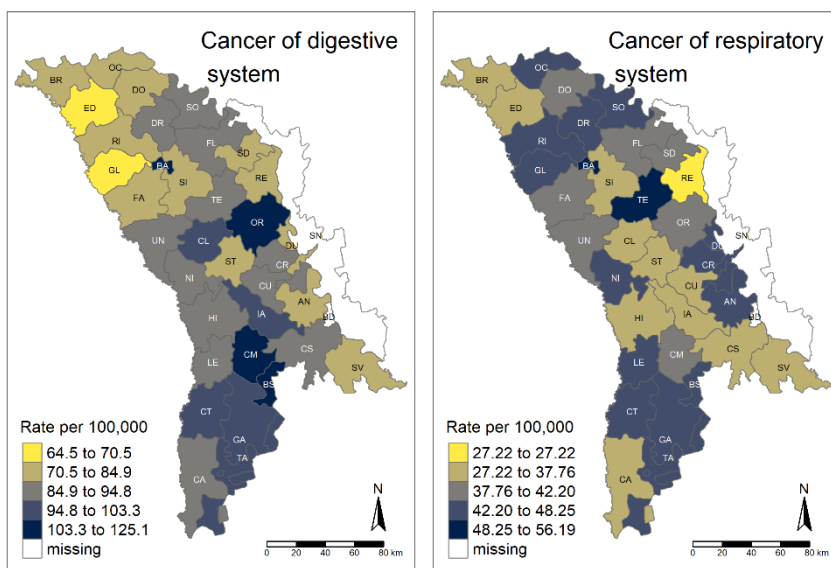 Cancer of digestive
system
OC
BR
DO
SO
ED
DR
FL
RI
SD
BA
GL
RE
SI
FA
TE
OR
UN
CL
DU
ST
CR
NI
CU
AN
HI
IA
CM
CS
LE
SV
BS
CT
GA
TA
CA
Rate per 100,000
64.5 to 70.5
70.5 to 84.9
84.9 to 94.8
94.8 to 103.3
103.3 to 125.1
missing
N
0 20 40 60 80 km
Cancer of respiratory
system
OC
BR
DO
SO
ED
DR
FL
RI
SD
BA
GL
RE
SI
FA
TE
OR
SN
UN
CL
DU
ST
CR
NI
CU
AN
HI
IA
BD
CM
CS
LE
SV
BS
CT
GA
TA
CA
Rate per 100,000
27.22 to 27.22
27.22 to 37.76
37.76 to 42.20
42.20 to 48.25
48.25 to 56.19
missing
N
0 20 40 60 80 km